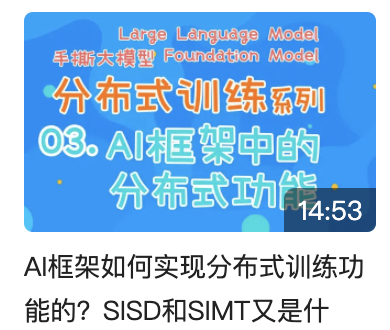 Large Language Model
手撕大模型 Foundation Model
分布式训练系列
03. AI框架中的
分布式功能
14:53
AI框架如何实现分布式训练功
能的？SISD和SIMT又是什